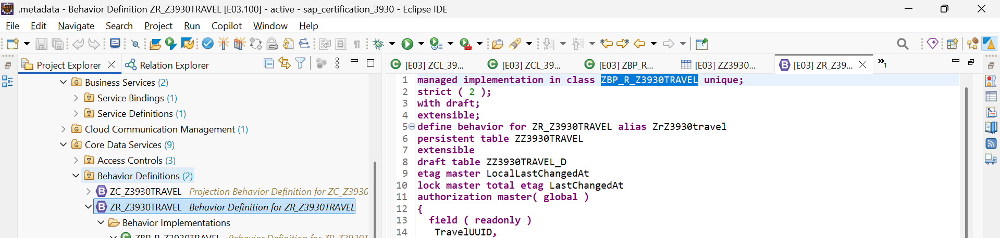 .metadata - Behavior Definition ZR_Z3930TRAVEL [E03,100] - active - sap_certification_3930 - Eclipse IDE
File Edit Navigate Search Project Run Copilot Window Help
Project Explorer Relation Explorer
Business Services (2)
Service Bindings (1)
Service Definitions (1)
Cloud Communication Management (1)
Core Data Services (9)
Access Controls (3)
Behavior Definitions (2)
ZC_Z3930TRAVEL Projection Behavior Definition for ZC_Z3930
ZR_Z3930TRAVEL Behavior Definition for ZR_Z3930TRAVEL
Behavior Implementations
[E03] ZCL_39... [E03] ZCL_39... [E03] ZBP_R... [E03] ZZ3930... [E03] ZR_Z39... »1
1 managed implementation in class ZBP_R_Z3930TRAVEL unique;
2 strict ( 2 );
3 with draft;
4 extensible;
5 define behavior for ZR_Z3930TRAVEL alias ZrZ3930travel
6 persistent table ZZ3930TRAVEL
7 extensible
8 draft table ZZ3930TRAVEL_D
9 etag master LocalLastChangedAt
10 lock master total etag LastChangedAt
11 authorization master( global )
12 {
13 field ( readonly )
14 TravelUUID,